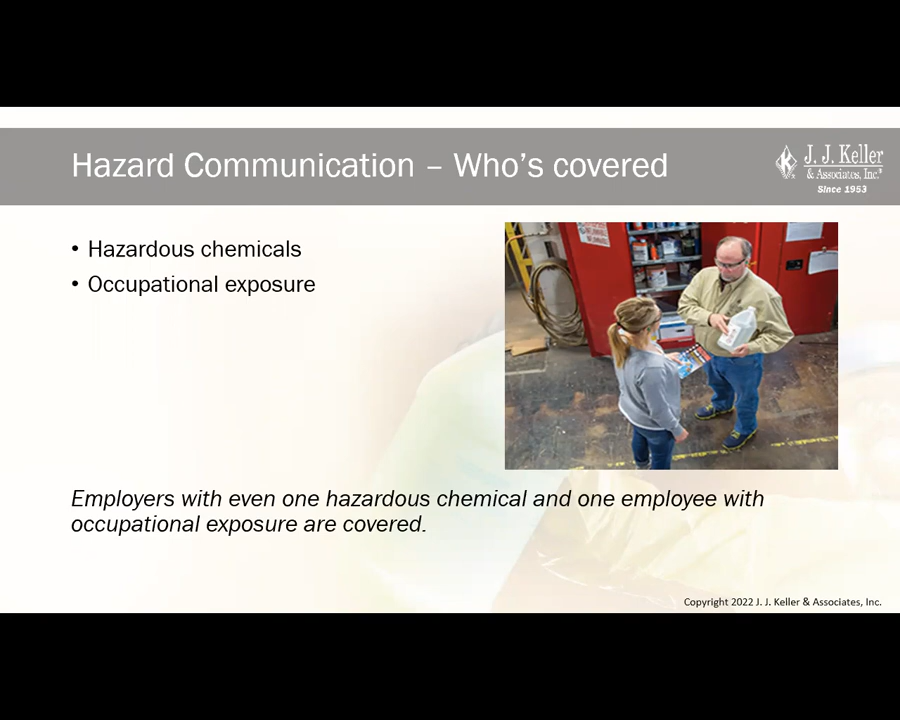 Hazard Communication – Who's covered
J. J. Keller
& Associates, Inc.®
Since 1953
• Hazardous chemicals
• Occupational exposure
Employers with even one hazardous chemical and one employee with
occupational exposure are covered.
Copyright 2022 J. J. Keller & Associates, Inc.